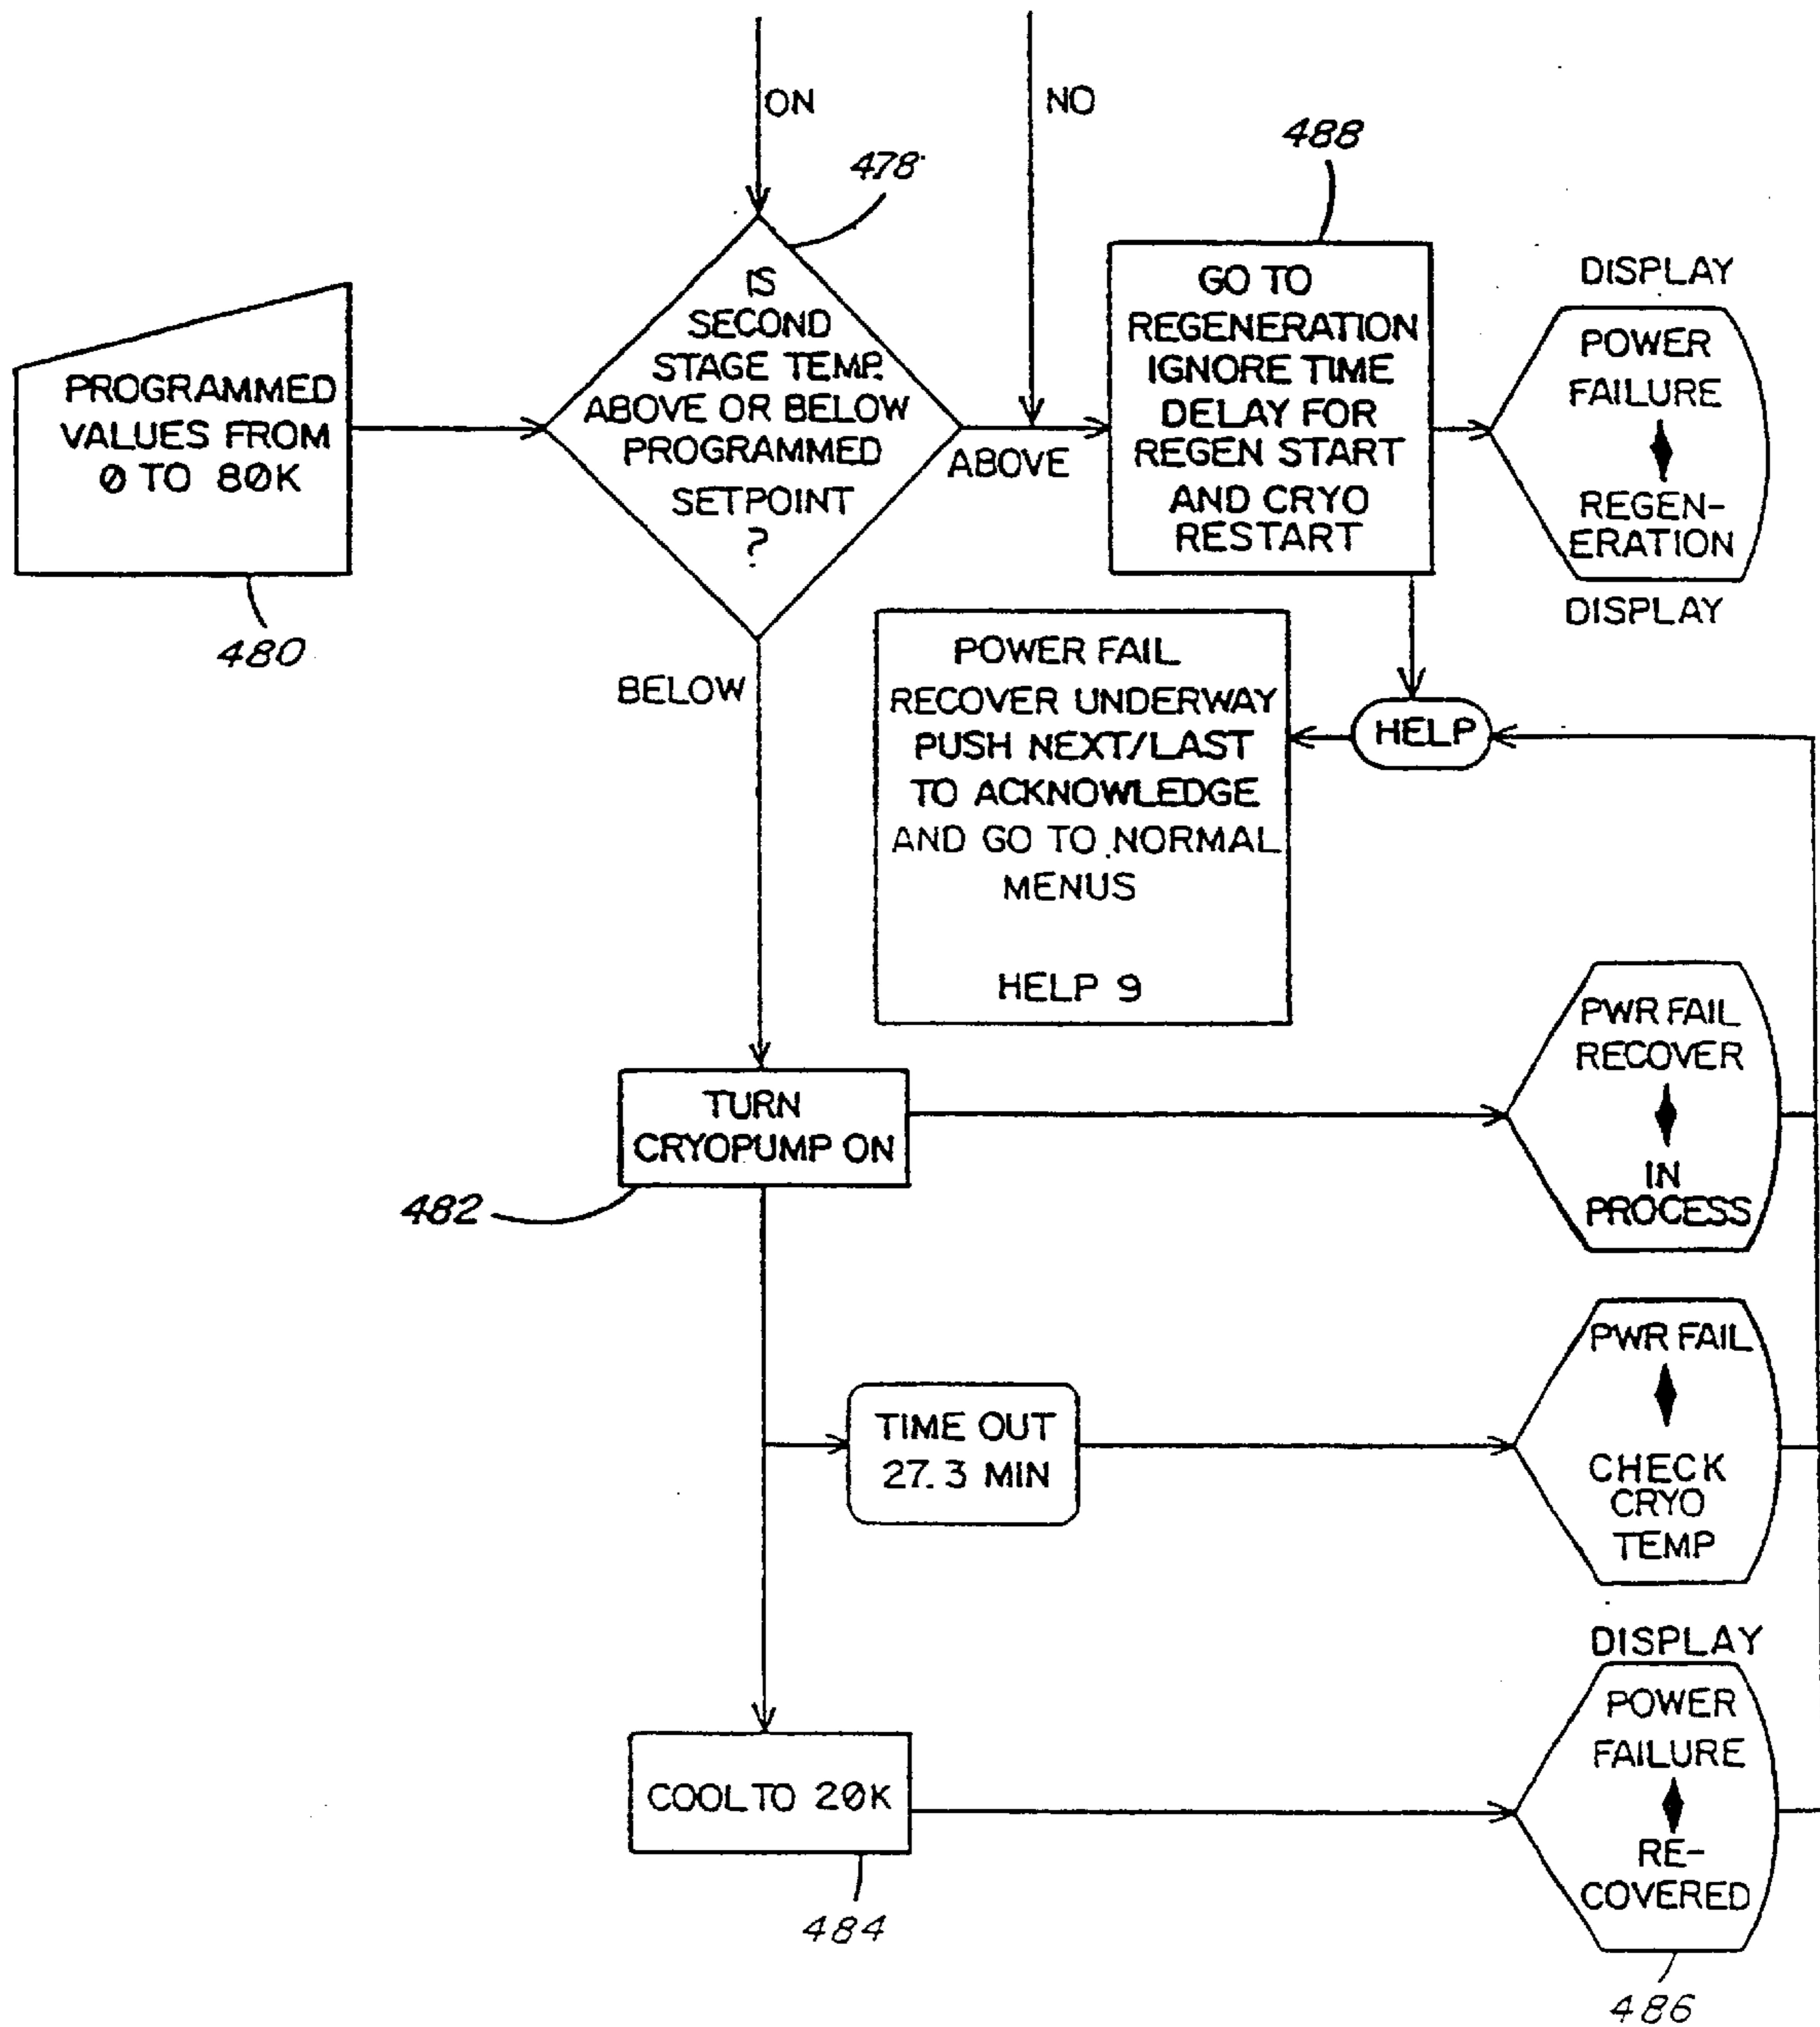 ON
NO
478
488
IS
SECOND
STAGE TEMP.
ABOVE OR BELOW
PROGRAMMED
SETPOINT
?
PROGRAMMED
VALUES FROM
0 TO 80K
480
ABOVE
GO TO
REGENERATION
IGNORE TIME
DELAY FOR
REGEN START
AND CRYO
RESTART
DISPLAY
POWER
FAILURE
REGEN-
ERATION
DISPLAY
BELOW
POWER FAIL
RECOVER UNDERWAY
PUSH NEXT/LAST
TO ACKNOWLEDGE
AND GO TO NORMAL
MENUS
HELP 9
HELP
TURN
CRYOPUMP ON
482
PWR FAIL
RECOVER
IN
PROCESS
TIME OUT
27.3 MIN
PWR FAIL
CHECK
CRYO
TEMP
COOL TO 20K
484
DISPLAY
POWER
FAILURE
RE-
COVERED
486